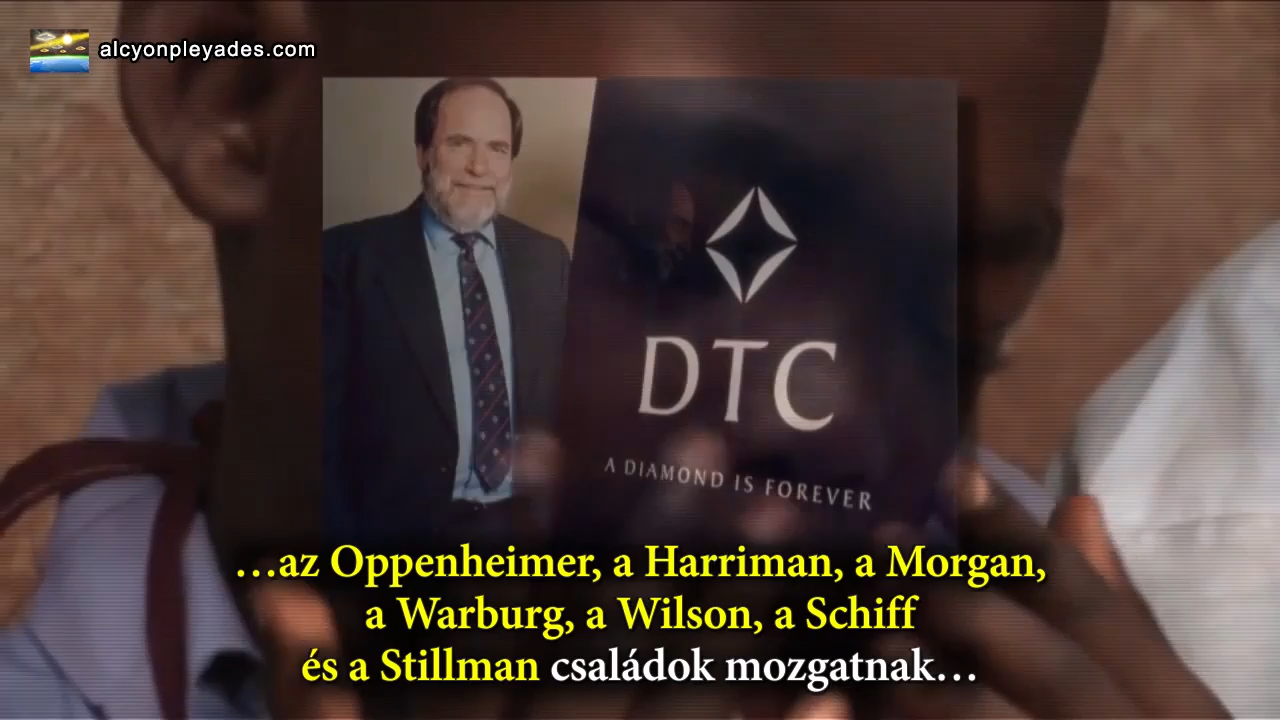 alcyonpleyades.com
DTC
A DIAMOND IS FOREVER
…az Oppenheimer, a Harriman, a Morgan,
a Warburg, a Wilson, a Schiff
és a Stillman családok mozgatnak…